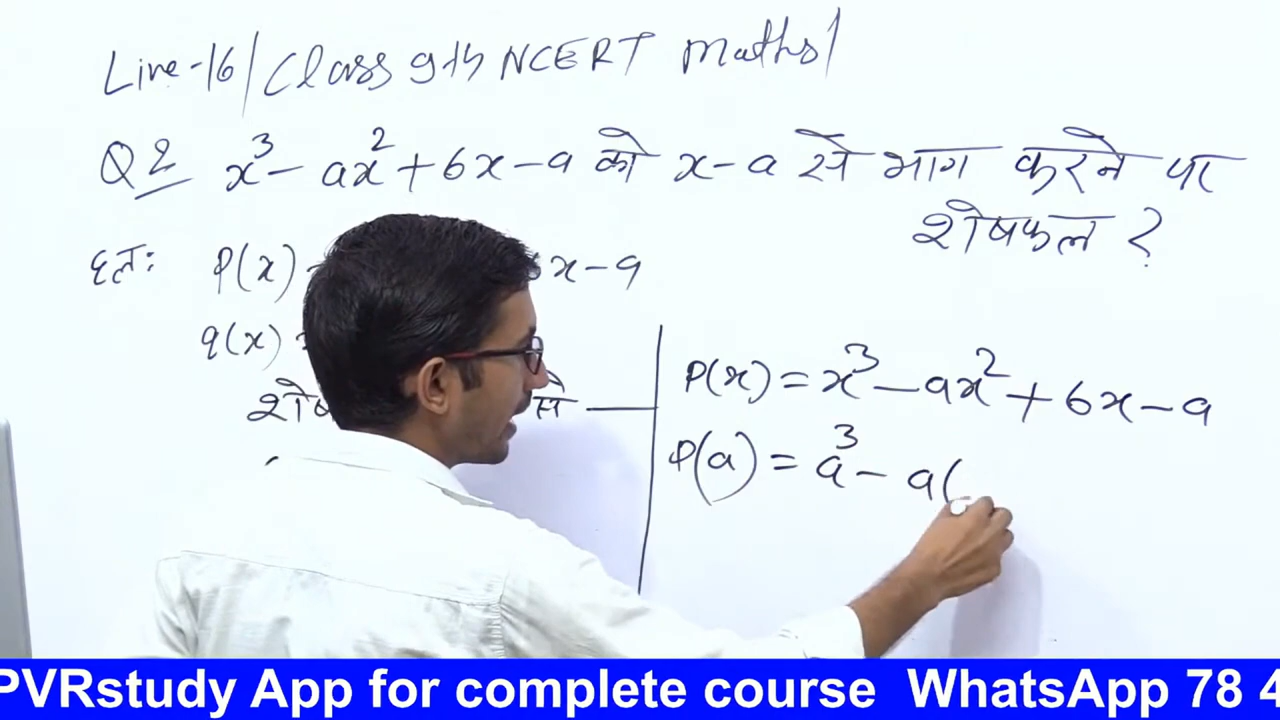 Live-16/ Class 9th NCERT Maths/
Q 2 x³ - ax² + 6x - a को x - a से भाग करने पर
शेषफल ?
हल: P(x) x - a
q(x)
शे से
P(x) = x³ - ax² + 6x - a
P(a) = a³ - a(
PVRstudy App for complete course WhatsApp 78 4